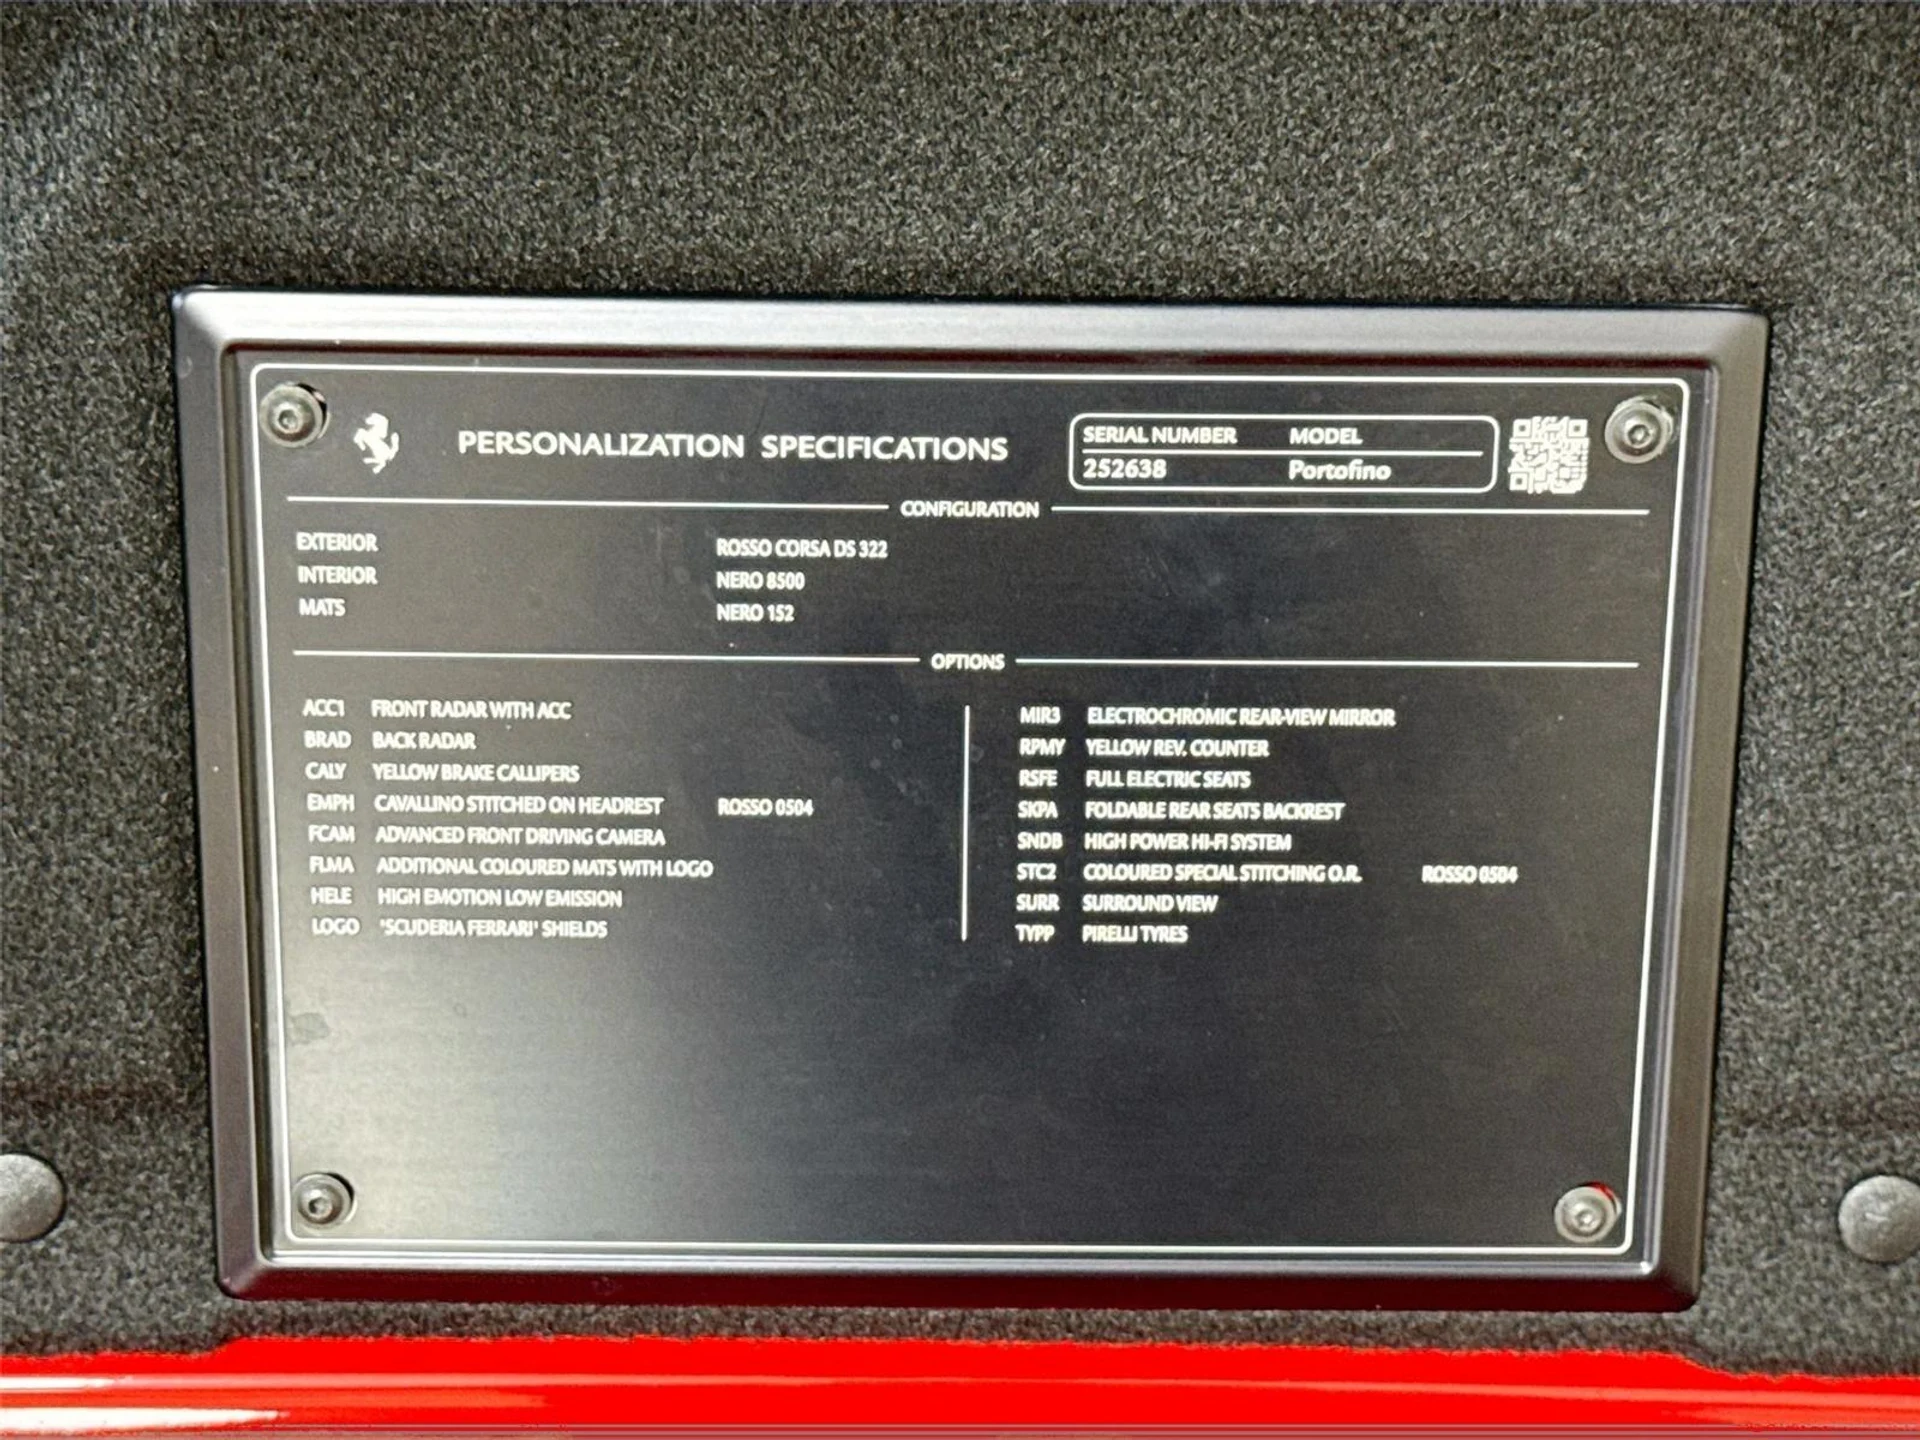 PERSONALIZATION SPECIFICATIONS
SERIAL NUMBER MODEL
252638 Portofino
CONFIGURATION
EXTERIOR ROSSO CORSA DS 322
INTERIOR NERO 8500
MATS NERO 152
OPTIONS
ACC1 FRONT RADAR WITH ACC
BRAD BACK RADAR
CALY YELLOW BRAKE CALLIPERS
EMPH CAVALLINO STITCHED ON HEADREST ROSSO 0504
FCAM ADVANCED FRONT DRIVING CAMERA
FLMA ADDITIONAL COLOURED MATS WITH LOGO
HELE HIGH EMOTION LOW EMISSION
LOGO 'SCUDERIA FERRARI' SHIELDS
MIR3 ELECTROCHROMIC REAR-VIEW MIRROR
RPMY YELLOW REV. COUNTER
RSFE FULL ELECTRIC SEATS
SKPA FOLDABLE REAR SEATS BACKREST
SNDB HIGH POWER HI-FI SYSTEM
STC2 COLOURED SPECIAL STITCHING O.R. ROSSO 0504
SURR SURROUND VIEW
TYPP PIRELLI TYRES